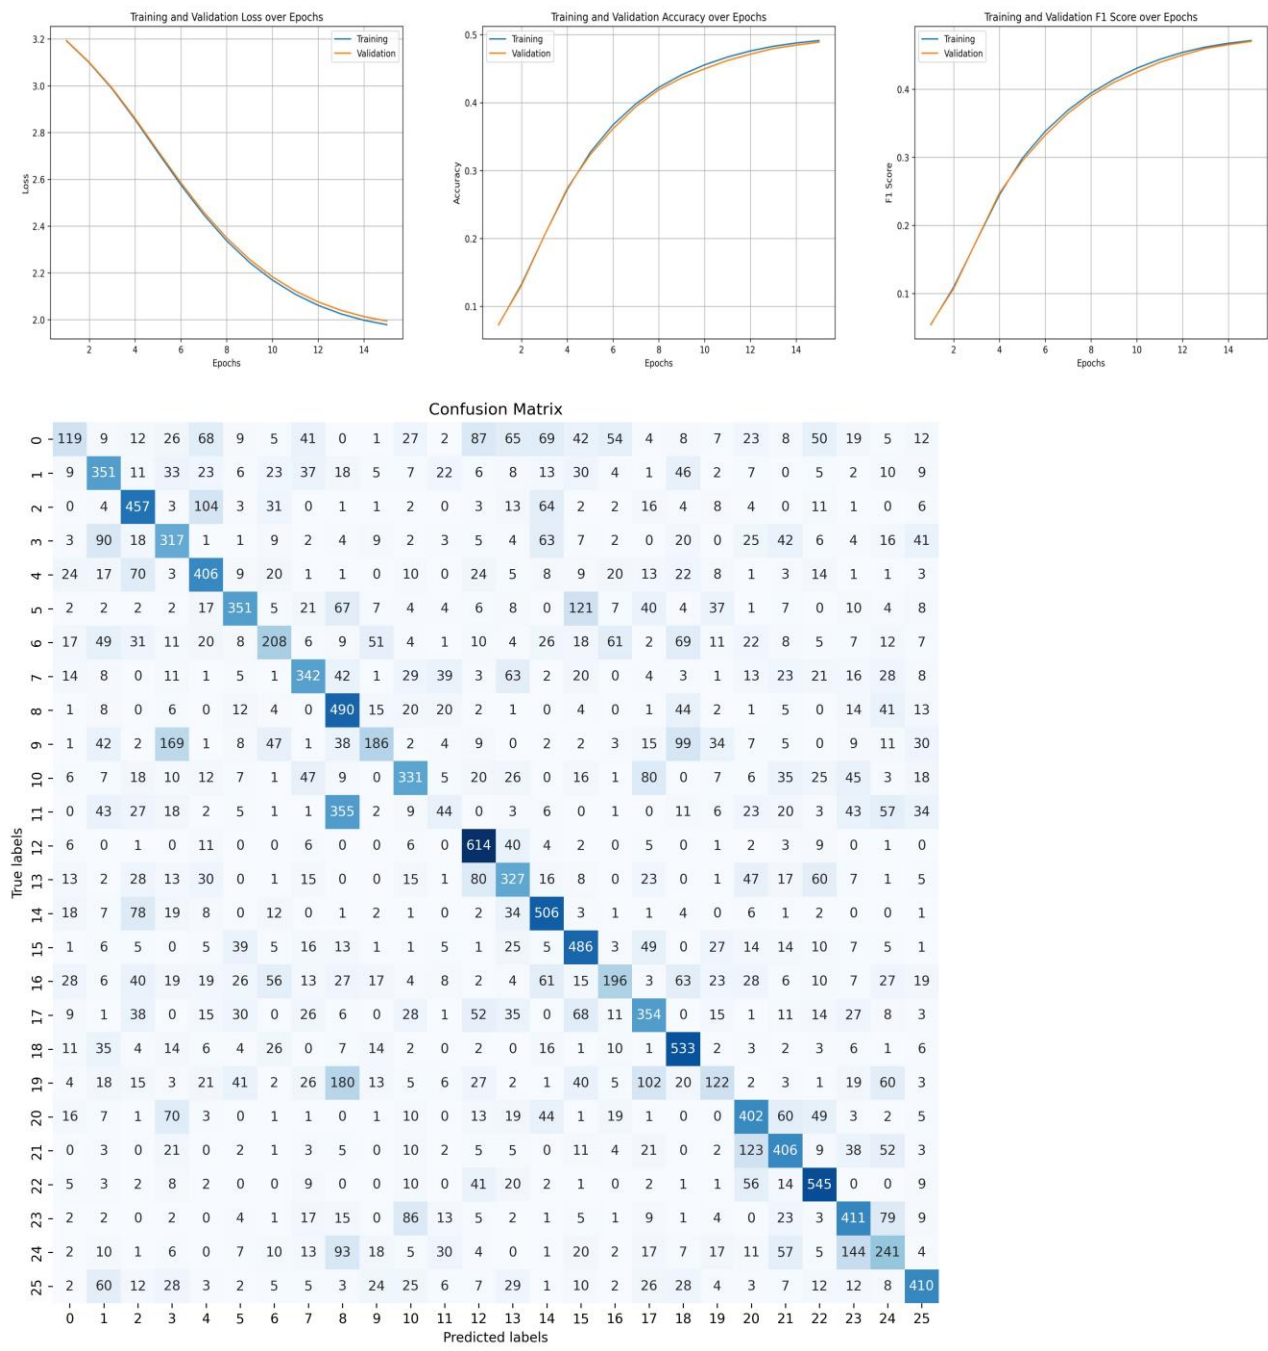 Training and Validation Loss over Epochs
Training
Validation
3.2
3.0
2.8
2.6
2.4
2.2
2.0
Loss
2 4 6 8 10 12 14
Epochs
Training and Validation Accuracy over Epochs
Training
Validation
0.5
0.4
0.3
0.2
0.1
Accuracy
2 4 6 8 10 12 14
Epochs
Training and Validation F1 Score over Epochs
Training
Validation
0.4
0.3
0.2
0.1
F1 Score
2 4 6 8 10 12 14
Epochs
Confusion Matrix
True labels
0 119 9 12 26 68 9 5 41 0 1 27 2 87 65 69 42 54 4 8 7 23 8 50 19 5 12
1 9 351 11 33 23 6 23 37 18 5 7 22 6 8 13 30 4 1 46 2 7 0 5 2 10 9
2 0 4 457 3 104 3 31 0 1 1 2 0 3 13 64 2 2 16 4 8 4 0 11 1 0 6
3 3 90 18 317 1 1 9 2 4 9 2 3 5 4 63 7 2 0 20 0 25 42 6 4 16 41
4 24 17 70 3 406 9 20 1 1 0 10 0 24 5 8 9 20 13 22 8 1 3 14 1 1 3
5 2 2 2 2 17 351 5 21 67 7 4 4 6 8 0 121 7 40 4 37 1 7 0 10 4 8
6 17 49 31 11 20 8 208 6 9 51 4 1 10 4 26 18 61 2 69 11 22 8 5 7 12 7
7 14 8 0 11 1 5 1 342 42 1 29 39 3 63 2 20 0 4 3 1 13 23 21 16 28 8
8 1 8 0 6 0 12 4 0 490 15 20 20 2 1 0 4 0 1 44 2 1 5 0 14 41 13
9 1 42 2 169 1 8 47 1 38 186 2 4 9 0 2 2 3 15 99 34 7 5 0 9 11 30
10 6 7 18 10 12 7 1 47 9 0 331 5 20 26 0 16 1 80 0 7 6 35 25 45 3 18
11 0 43 27 18 2 5 1 1 355 2 9 44 0 3 6 0 1 0 11 6 23 20 3 43 57 34
12 6 0 1 0 11 0 0 6 0 0 6 0 614 40 4 2 0 5 0 1 2 3 9 0 1 0
13 13 2 28 13 30 0 1 15 0 0 15 1 80 327 16 8 0 23 0 1 47 17 60 7 1 5
14 18 7 78 19 8 0 12 0 1 2 1 0 2 34 506 3 1 1 4 0 6 1 2 0 0 1
15 1 6 5 0 5 39 5 16 13 1 1 5 1 25 5 486 3 49 0 27 14 14 10 7 5 1
16 28 6 40 19 19 26 56 13 27 17 4 8 2 4 61 15 196 3 63 23 28 6 10 7 27 19
17 9 1 38 0 15 30 0 26 6 0 28 1 52 35 0 68 11 354 0 15 1 11 14 27 8 3
18 11 35 4 14 6 4 26 0 7 14 2 0 2 0 16 1 10 1 533 2 3 2 3 6 1 6
19 4 18 15 3 21 41 2 26 180 13 5 6 27 2 1 40 5 102 20 122 2 3 1 19 60 3
20 16 7 1 70 3 0 1 1 0 1 10 0 13 19 44 1 19 1 0 0 402 60 49 3 2 5
21 0 3 0 21 0 2 1 3 5 0 10 2 5 5 0 11 4 21 0 2 123 406 9 38 52 3
22 5 3 2 8 2 0 0 9 0 0 10 0 41 20 2 1 0 2 1 1 56 14 545 0 0 9
23 2 2 0 2 0 4 1 17 15 0 86 13 5 2 1 5 1 9 1 4 0 23 3 411 79 9
24 2 10 1 6 0 7 10 13 93 18 5 30 4 0 1 20 2 17 7 17 11 57 5 144 241 4
25 2 60 12 28 3 2 5 5 3 24 25 6 7 29 1 10 2 26 28 4 3 7 12 12 8 410
0 1 2 3 4 5 6 7 8 9 10 11 12 13 14 15 16 17 18 19 20 21 22 23 24 25
Predicted labels